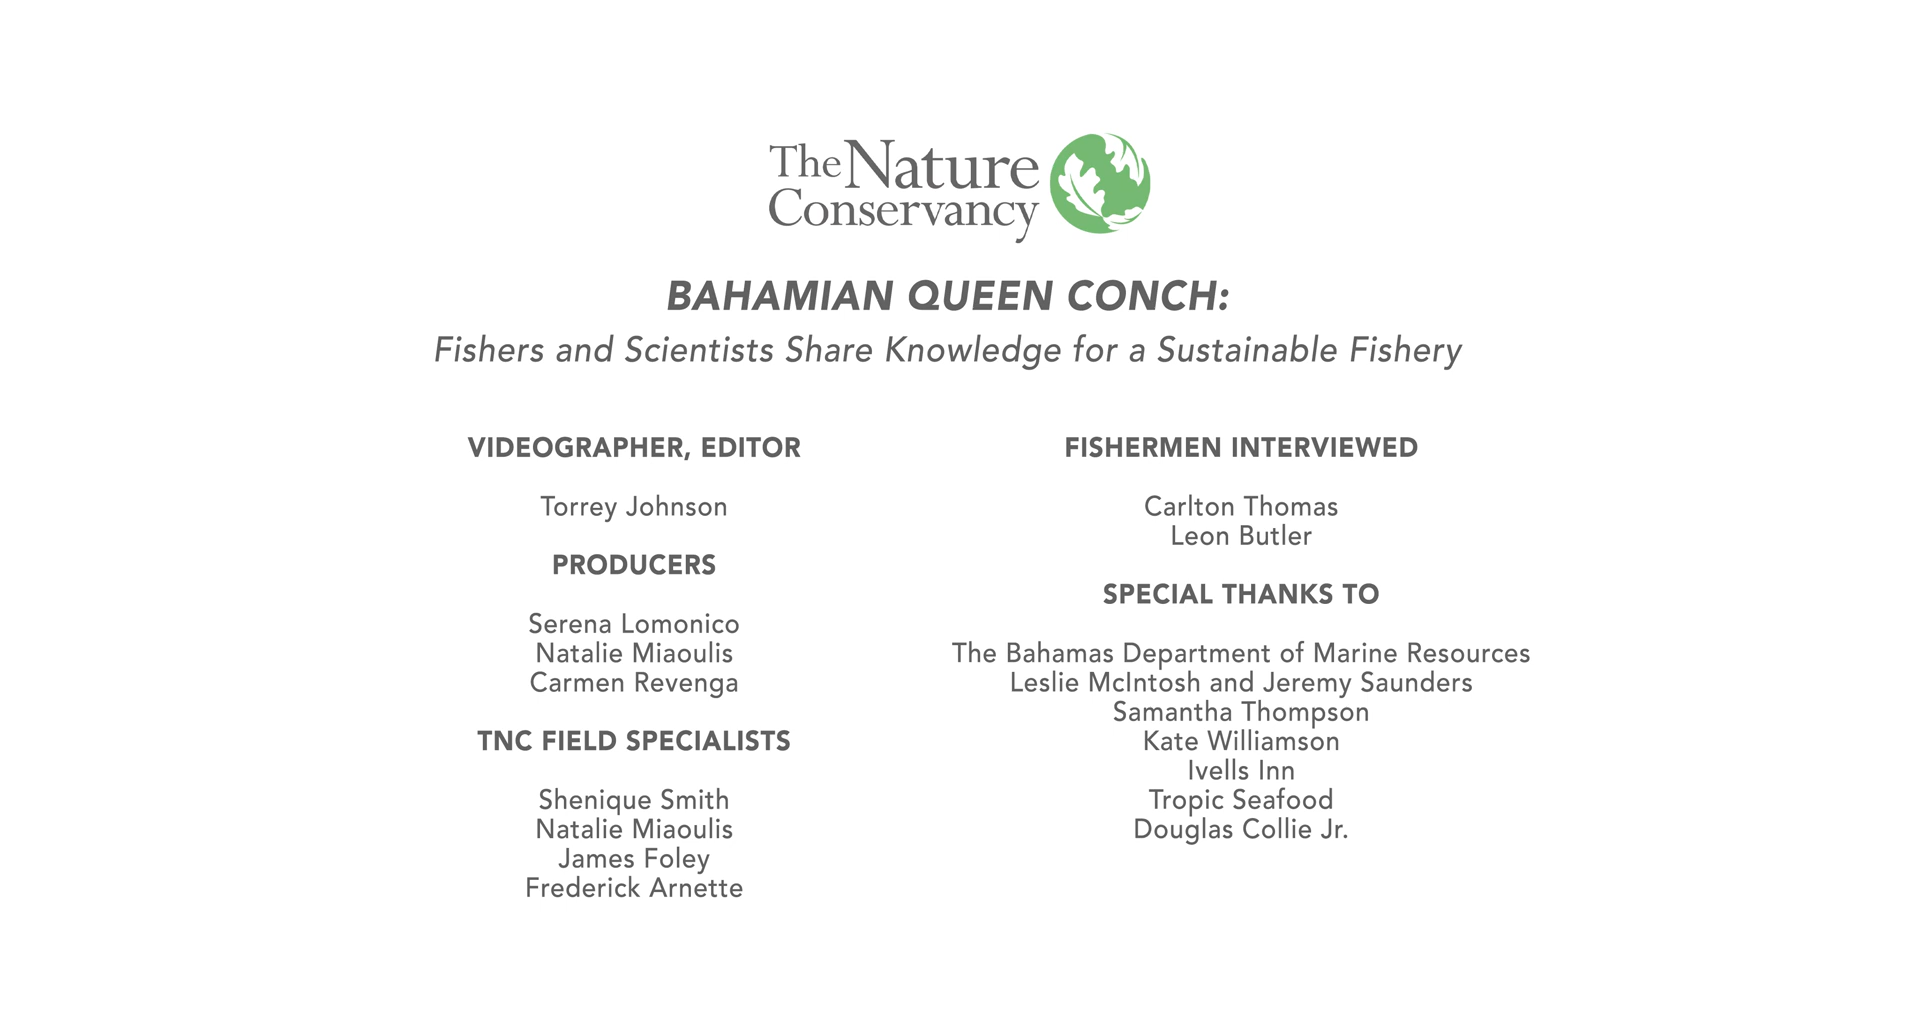 The Nature
Conservancy
BAHAMIAN QUEEN CONCH:
Fishers and Scientists Share Knowledge for a Sustainable Fishery
VIDEOGRAPHER, EDITOR
Torrey Johnson
PRODUCERS
Serena Lomonico
Natalie Miaoulis
Carmen Revenga
TNC FIELD SPECIALISTS
Shenique Smith
Natalie Miaoulis
James Foley
Frederick Arnette
FISHERMEN INTERVIEWED
Carlton Thomas
Leon Butler
SPECIAL THANKS TO
The Bahamas Department of Marine Resources
Leslie McIntosh and Jeremy Saunders
Samantha Thompson
Kate Williamson
Ivells Inn
Tropic Seafood
Douglas Collie Jr.